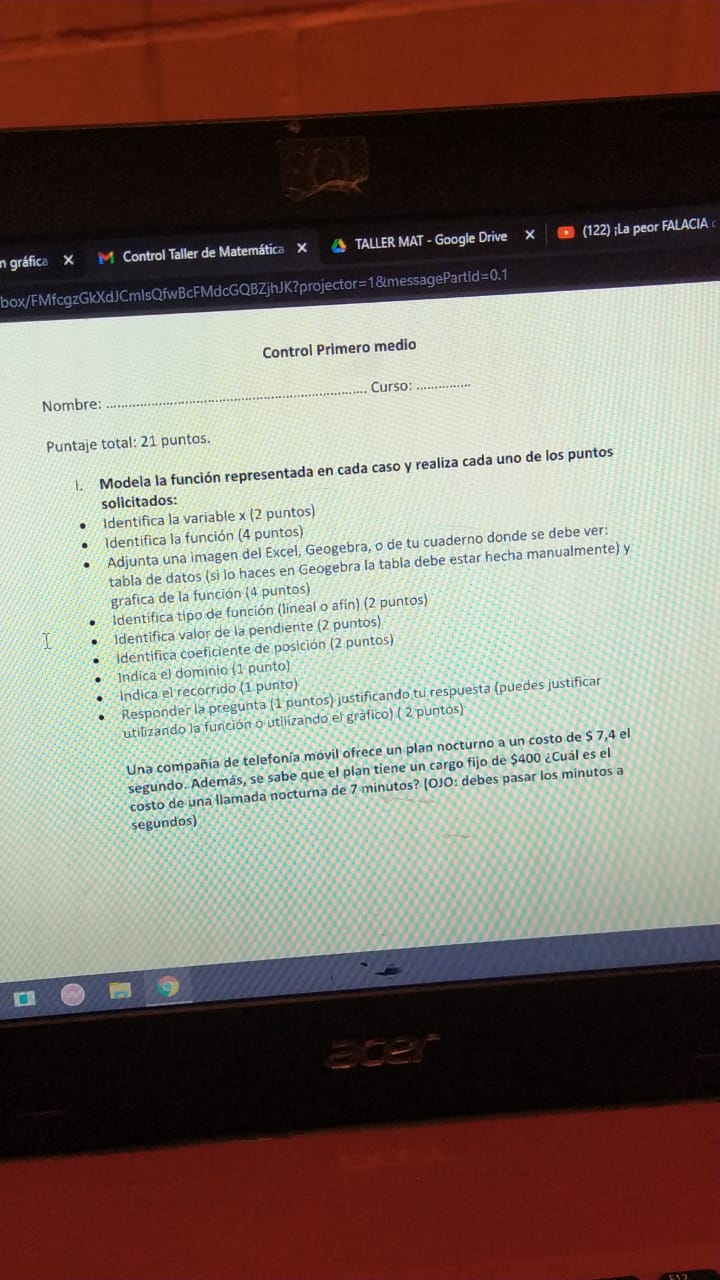 n gráfica X Control Taller de Matemática X TALLER MAT - Google Drive X (122) ¡La peor FALACIA
box/FMfcgzGkXdJCmlsQfwBcFMdcGQBZjhJK?projector=1&messagePartId=0.1
Control Primero medio
Nombre: ........................................................................ Curso: ...............
Puntaje total: 21 puntos.
I. Modela la función representada en cada caso y realiza cada uno de los puntos
solicitados:
• Identifica la variable x (2 puntos)
• Identifica la función (4 puntos)
• Adjunta una imagen del Excel, Geogebra, o de tu cuaderno donde se debe ver:
tabla de datos (si lo haces en Geogebra la tabla debe estar hecha manualmente) y
grafica de la función (4 puntos)
• Identifica tipo de función (lineal o afín) (2 puntos)
• Identifica valor de la pendiente (2 puntos)
• Identifica coeficiente de posición (2 puntos)
• Indica el dominio (1 punto)
• Indica el recorrido (1 punto)
• Responder la pregunta (1 puntos) justificando tu respuesta (puedes justificar
utilizando la función o utilizando el gráfico) ( 2 puntos)
Una compañía de telefonía móvil ofrece un plan nocturno a un costo de $ 7,4 el
segundo. Además, se sabe que el plan tiene un cargo fijo de $400 ¿Cuál es el
costo de una llamada nocturna de 7 minutos? (OJO: debes pasar los minutos a
segundos)
acer